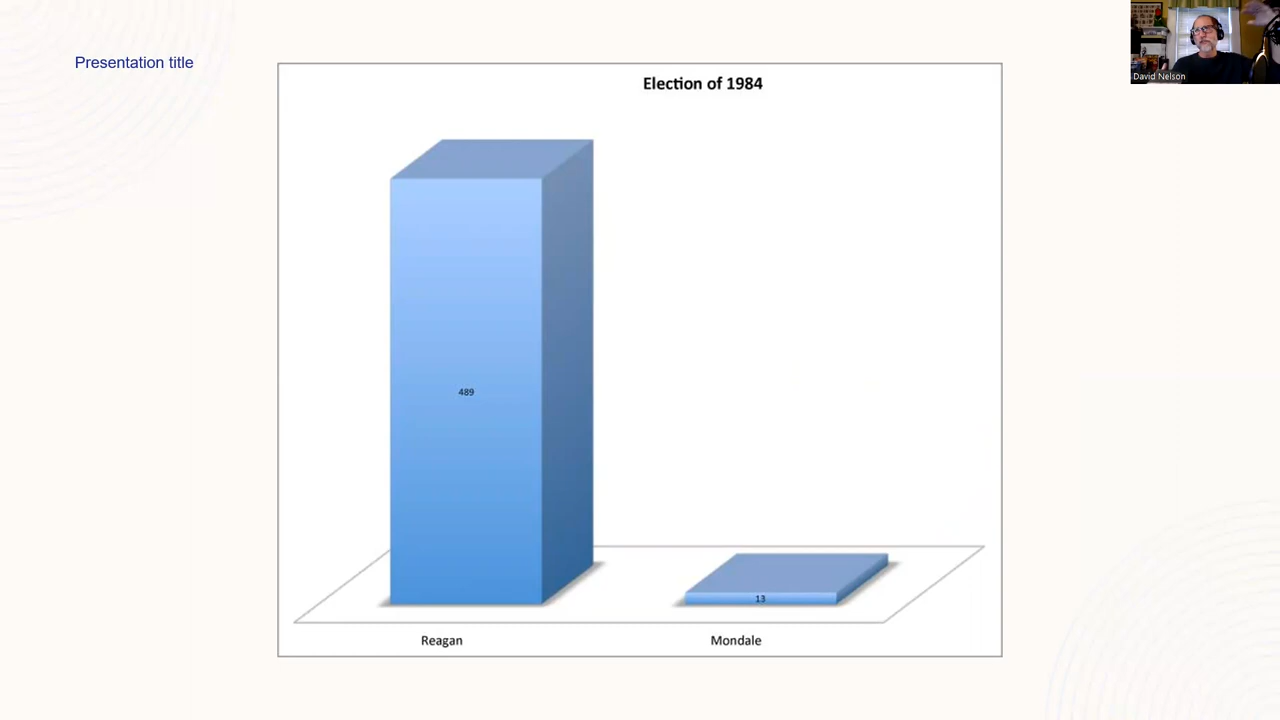 Presentation title
David Nelson
Election of 1984
489
13
Reagan
Mondale